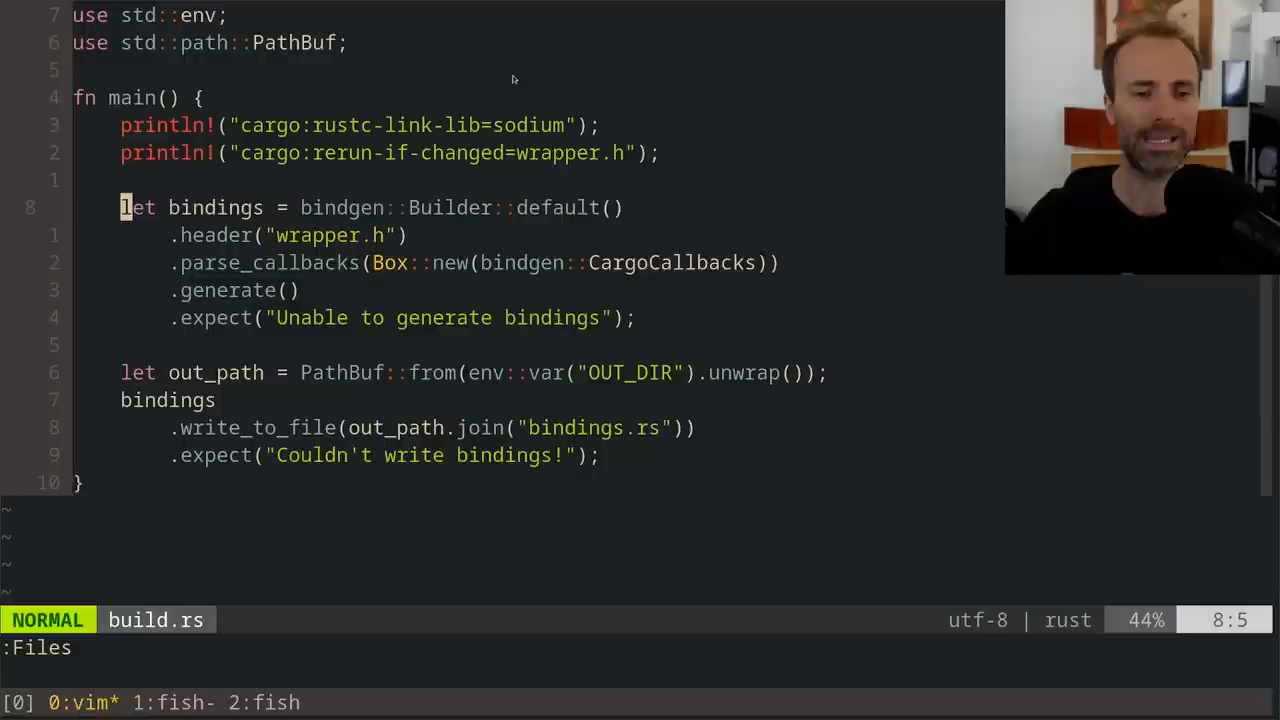 7 use std::env;
6 use std::path::PathBuf;
5
4 fn main() {
3     println!("cargo:rustc-link-lib=sodium");
2     println!("cargo:rerun-if-changed=wrapper.h");
1
8     let bindings = bindgen::Builder::default()
1         .header("wrapper.h")
2         .parse_callbacks(Box::new(bindgen::CargoCallbacks))
3         .generate()
4         .expect("Unable to generate bindings");
5
6     let out_path = PathBuf::from(env::var("OUT_DIR").unwrap());
7     bindings
8         .write_to_file(out_path.join("bindings.rs"))
9         .expect("Couldn't write bindings!");
10 }
~
~
~
~
NORMAL build.rs utf-8 | rust 44% 8:5
:Files
[0] 0:vim* 1:fish- 2:fish